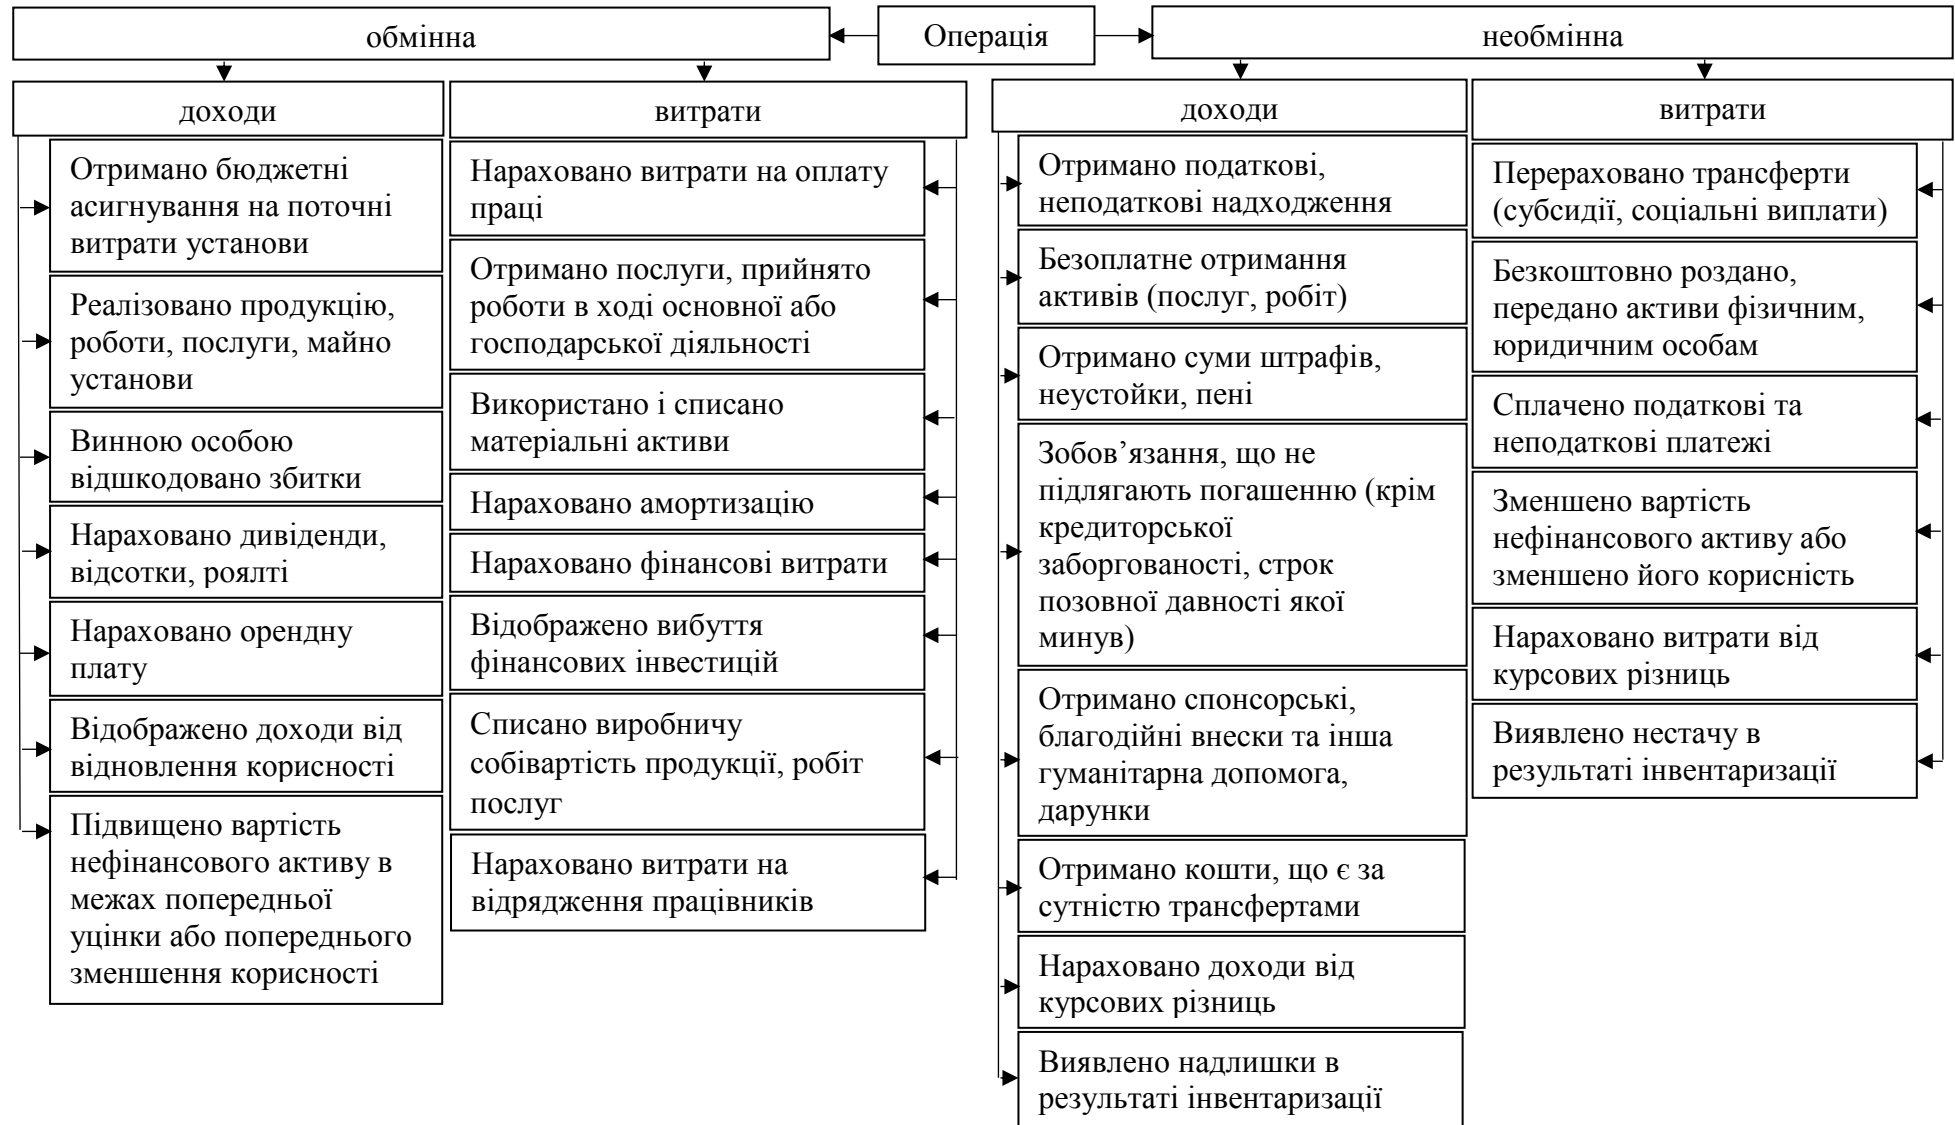 Операція
обмінна
необмінна
доходи
Отримано бюджетні
асигнування на поточні
витрати установи
Реалізовано продукцію,
роботи, послуги, майно
установи
Винною особою
відшкодовано збитки
Нараховано дивіденди,
відсотки, роялті
Нараховано орендну
плату
Відображено доходи від
відновлення корисності
Підвищено вартість
нефінансового активу в
межах попередньої
уцінки або попереднього
зменшення корисності
витрати
Нараховано витрати на оплату
праці
Отримано послуги, прийнято
роботи в ході основної або
господарської діяльності
Використано і списано
матеріальні активи
Нараховано амортизацію
Нараховано фінансові витрати
Відображено вибуття
фінансових інвестицій
Списано виробничу
собівартість продукції, робіт
послуг
Нараховано витрати на
відрядження працівників
доходи
Отримано податкові,
неподаткові надходження
Безоплатне отримання
активів (послуг, робіт)
Отримано суми штрафів,
неустойки, пені
Зобов’язання, що не
підлягають погашенню (крім
кредиторської
заборгованості, строк
позовної давності якої
минув)
Отримано спонсорські,
благодійні внески та інша
гуманітарна допомога,
дарунки
Отримано кошти, що є за
сутністю трансфертами
Нараховано доходи від
курсових різниць
Виявлено надлишки в
результаті інвентаризації
витрати
Перераховано трансферти
(субсидії, соціальні виплати)
Безкоштовно роздано,
передано активи фізичним,
юридичним особам
Сплачено податкові та
неподаткові платежі
Зменшено вартість
нефінансового активу або
зменшено його корисність
Нараховано витрати від
курсових різниць
Виявлено нестачу в
результаті інвентаризації